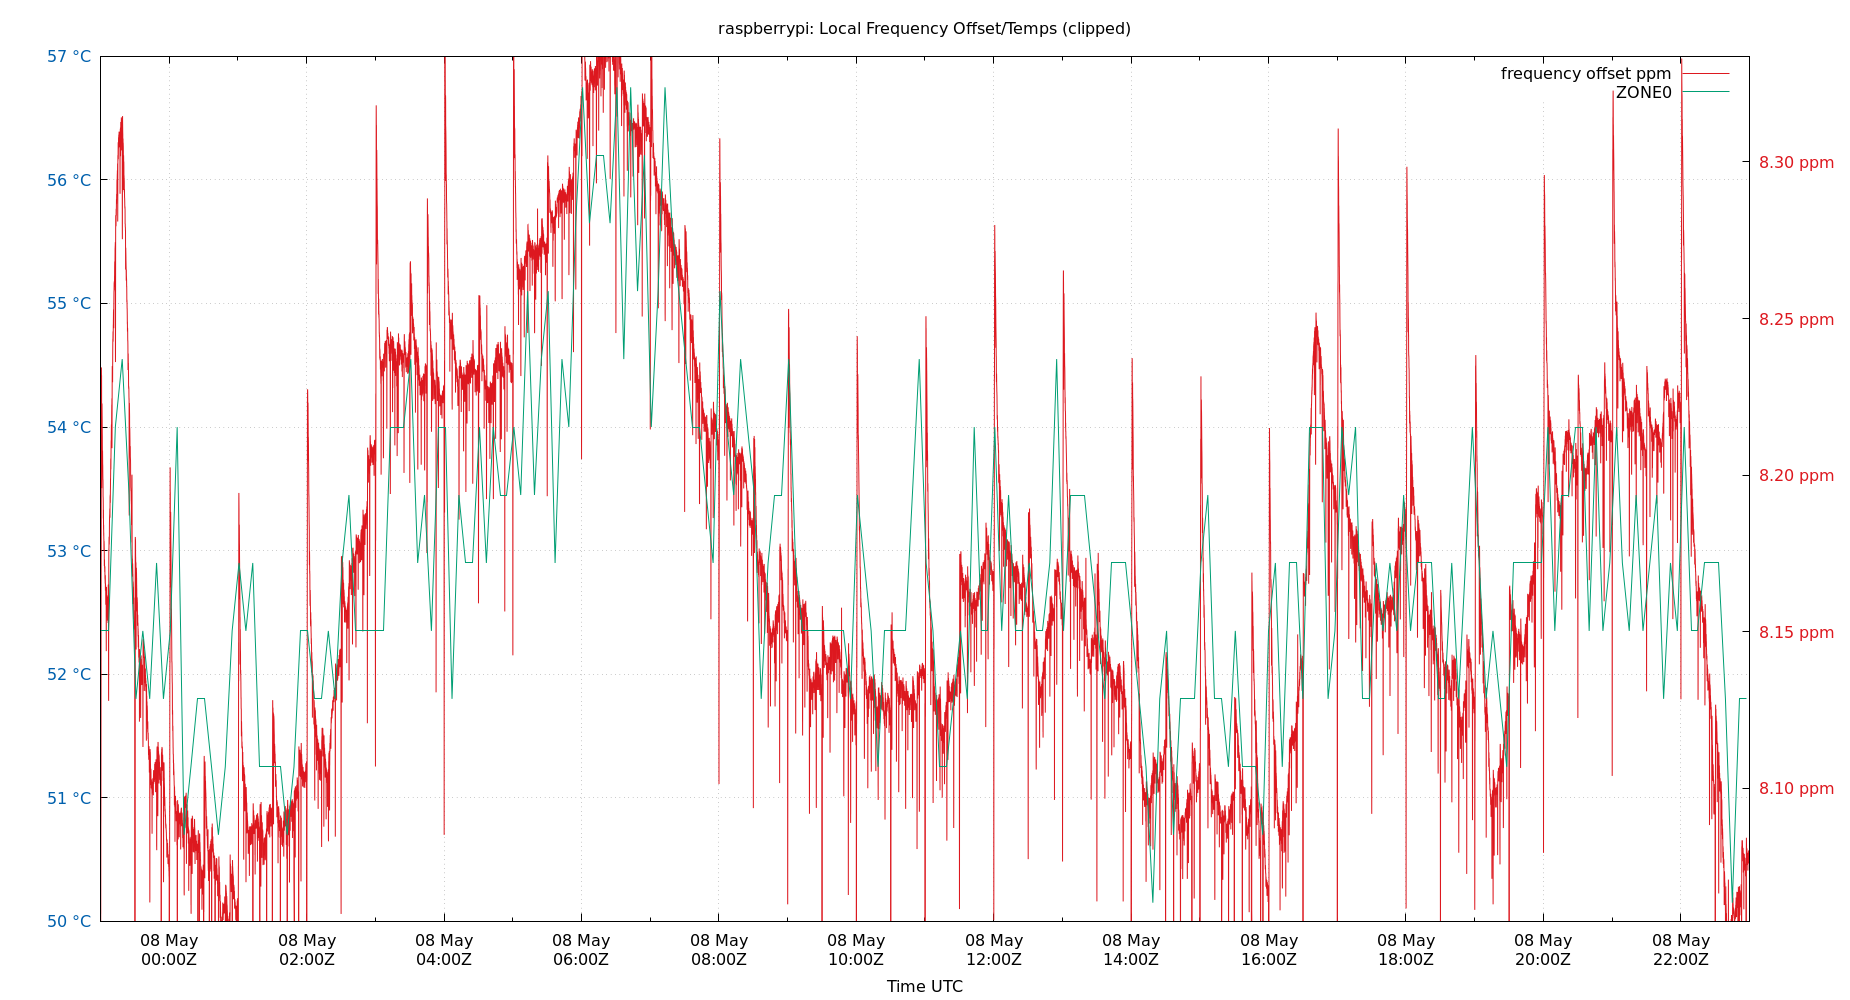 raspberrypi: Local Frequency Offset/Temps (clipped)
57 °C
56 °C
55 °C
54 °C
53 °C
52 °C
51 °C
50 °C
frequency offset ppm
ZONE0
8.30 ppm
8.25 ppm
8.20 ppm
8.15 ppm
8.10 ppm
08 May 08 May 08 May 08 May 08 May 08 May 08 May 08 May 08 May 08 May 08 May 08 May
00:00Z 02:00Z 04:00Z 06:00Z 08:00Z 10:00Z 12:00Z 14:00Z 16:00Z 18:00Z 20:00Z 22:00Z
Time UTC